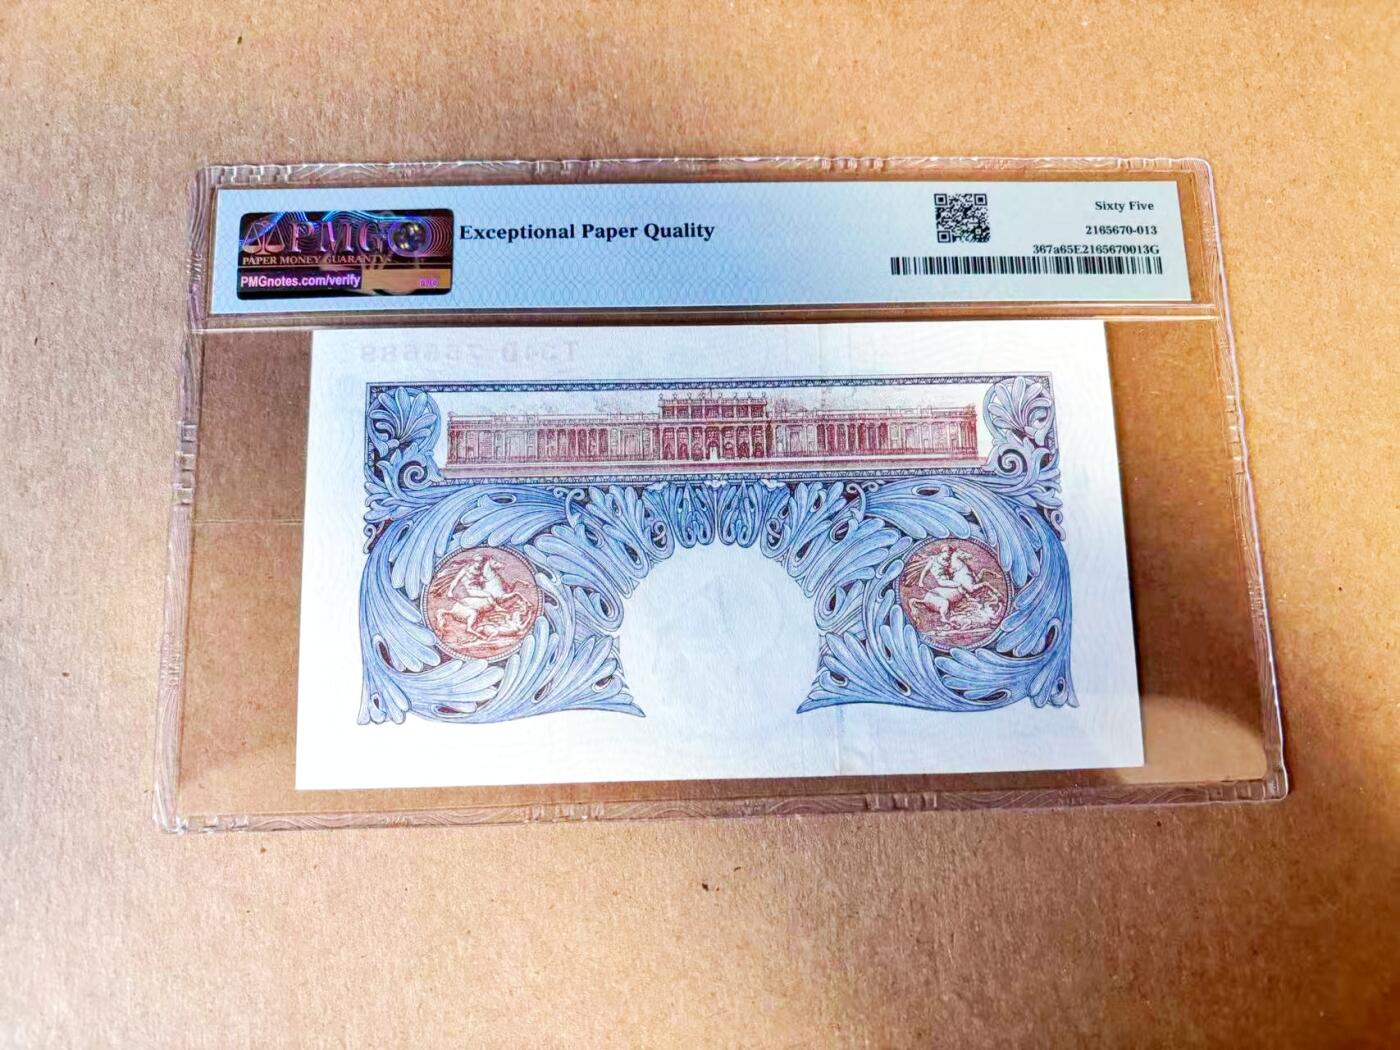 PMG
PAPER MONEY GUARANTY
PMGnotes.com/verify
Exceptional Paper Quality
Sixty Five
2165670-013
367a65E2165670013G